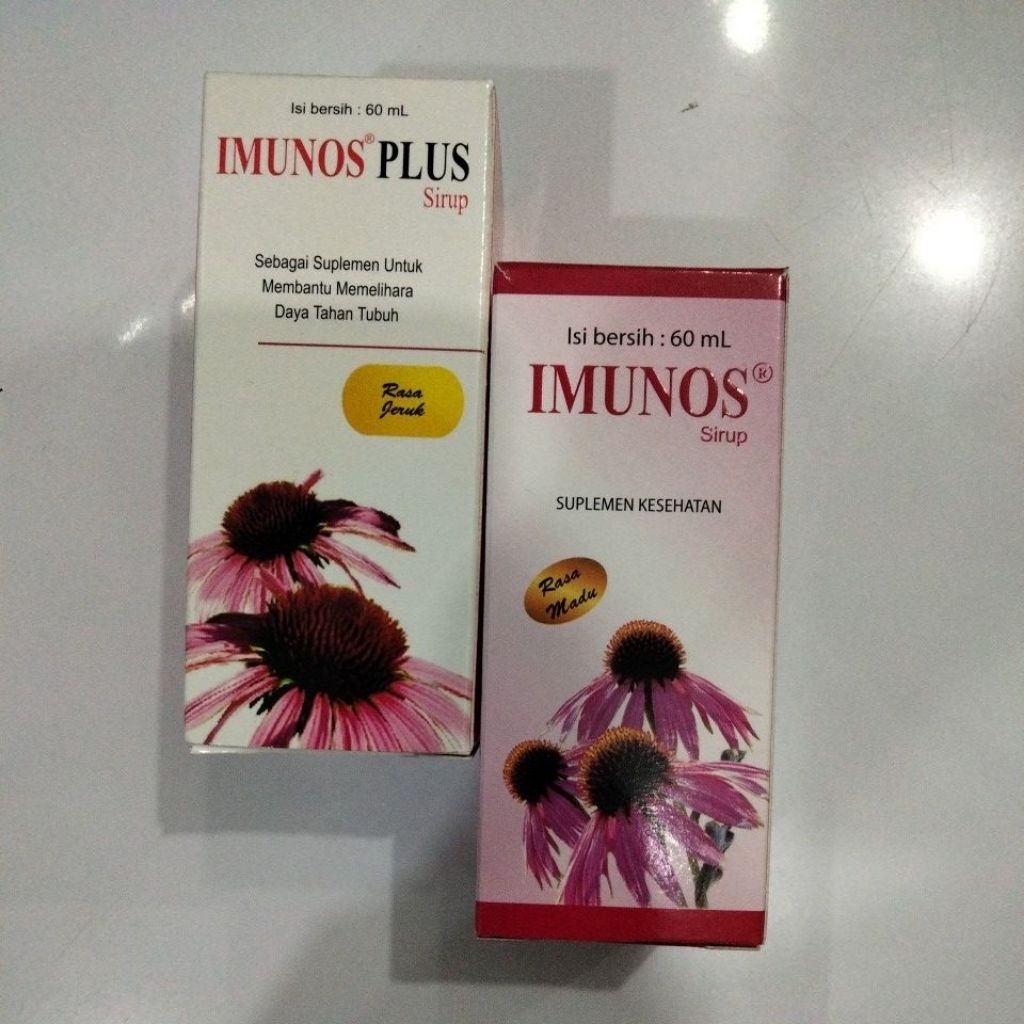 Isi bersih : 60 mL
IMUNOS® PLUS
Sirup
Sebagai Suplemen Untuk
Membantu Memelihara
Daya Tahan Tubuh
Rasa
Jeruk
Isi bersih : 60 mL
IMUNOS®
Sirup
SUPLEMEN KESEHATAN
Rasa
Madu